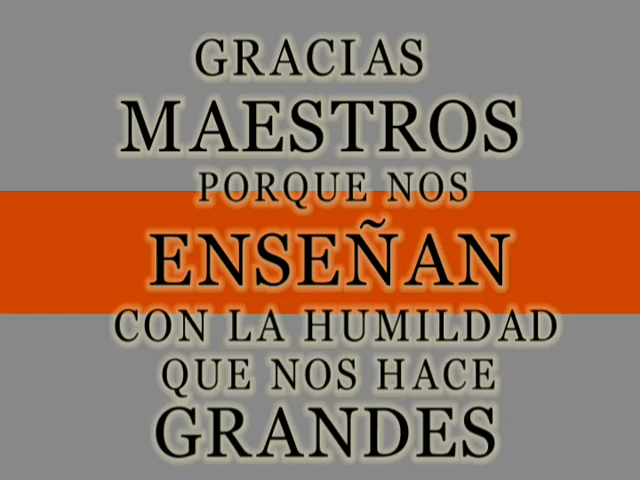 GRACIAS
MAESTROS
PORQUE NOS
ENSEÑAN
CON LA HUMILDAD
QUE NOS HACE
GRANDES